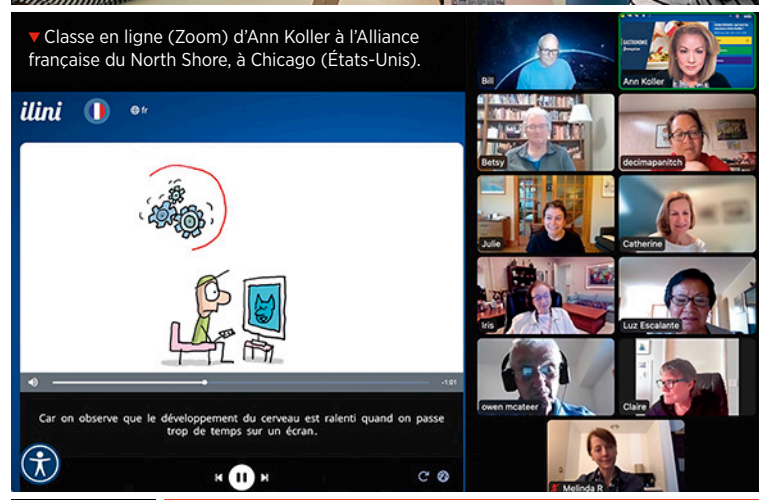 ▼ Classe en ligne (Zoom) d’Ann Koller à l’Alliance
française du North Shore, à Chicago (États-Unis).
ilini
fr
-1:01
Car on observe que le développement du cerveau est ralenti quand on passe
trop de temps sur un écran.
Bill
GASTRONOMIE
française
Ann Koller
Betsy
decimapanitch
Julie
Catherine
Iris
Luz Escalante
owen mcateer
Claire
Melinda R